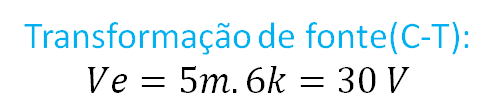 Transformação de fonte(C-T):
Ve = 5m. 6k = 30 V